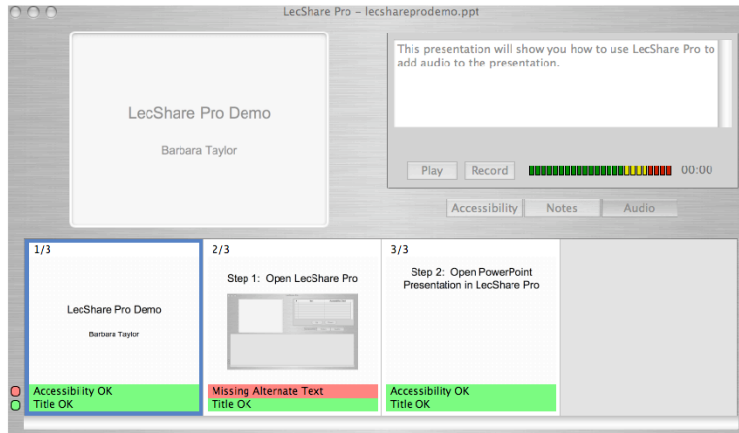 LecShare Pro – lecshareprodemo.ppt
LecShare Pro Demo
Barbara Taylor
This presentation will show you how to use LecShare Pro to
add audio to the presentation.
Play
Record
00:00
Accessibility
Notes
Audio
1/3
LecShare Pro Demo
Barbara Taylor
Accessibility OK
Title OK
2/3
Step 1: Open LecShare Pro
Missing Alternate Text
Title OK
3/3
Step 2: Open PowerPoint
Presentation in LecShare Pro
Accessibility OK
Title OK